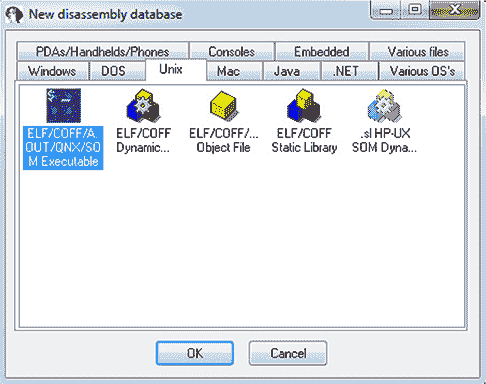 New disassembly database
PDAs/Handhelds/Phones Consoles Embedded Various files
Windows DOS Unix Mac Java .NET Various OS's
ELF/COFF/A ELF/COFF ELF/COFF/... ELF/COFF .sl HP-UX
OUT/QNX/SO Dynamic... Object File Static Library SOM Dyna...
M Executable
OK Cancel